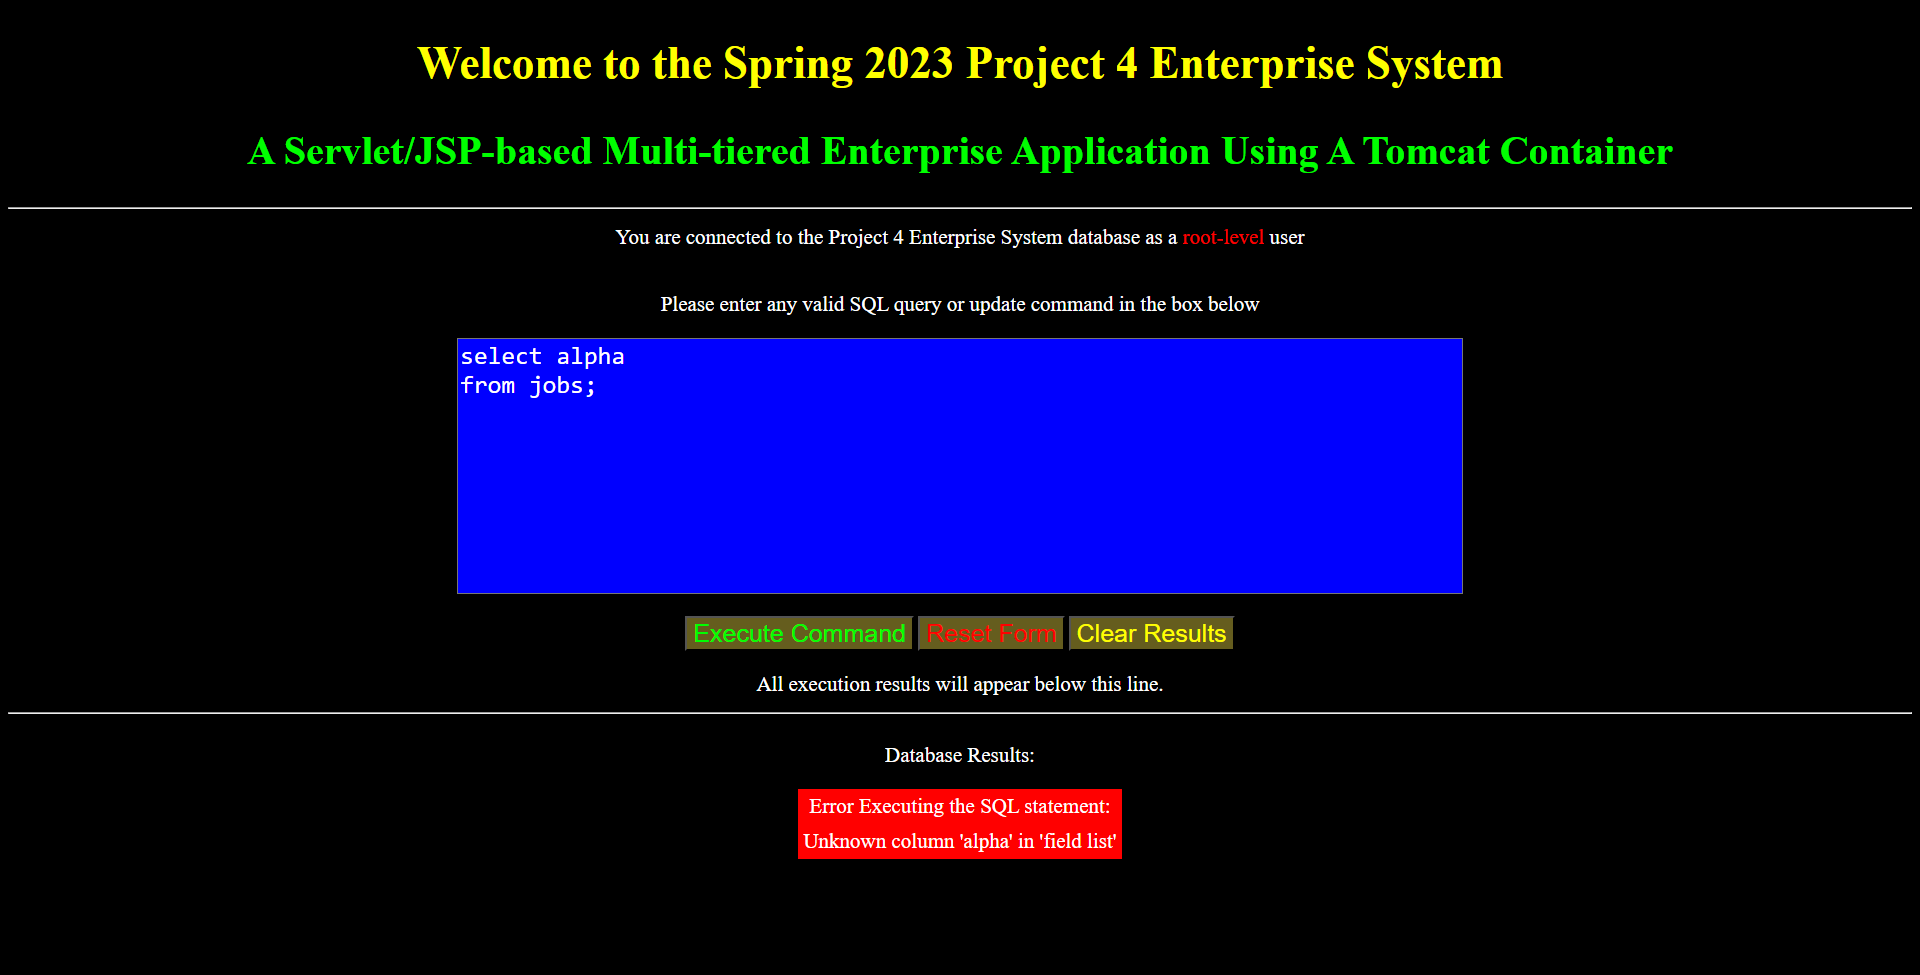 Welcome to the Spring 2023 Project 4 Enterprise System
A Servlet/JSP-based Multi-tiered Enterprise Application Using A Tomcat Container
You are connected to the Project 4 Enterprise System database as a root-level user
Please enter any valid SQL query or update command in the box below
select alpha
from jobs;
Execute Command Reset Form Clear Results
All execution results will appear below this line.
Database Results:
Error Executing the SQL statement:
Unknown column 'alpha' in 'field list'